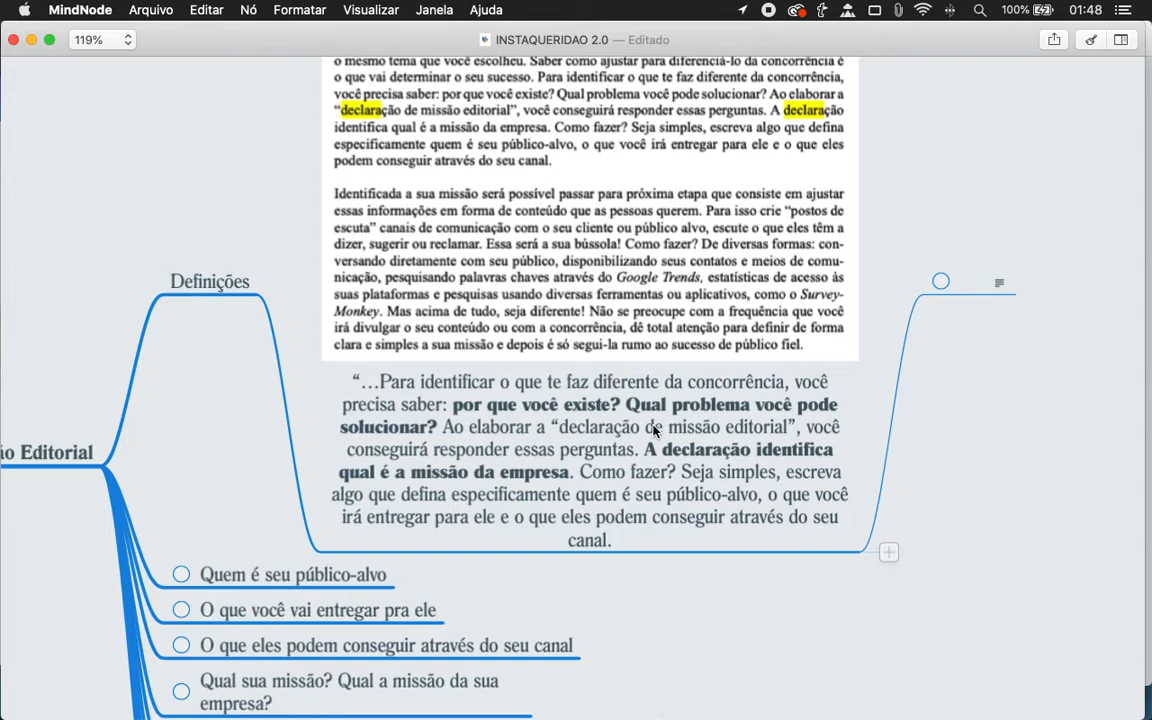 MindNode Arquivo Editar Nó Formatar Visualizar Janela Ajuda 100% 01:48
119% INSTAQUERIDAO 2.0 — Editado
o mesmo tema que você escolheu. Saber como ajustar para diferenciá-lo da concorrência é
o que vai determinar o seu sucesso. Para identificar o que te faz diferente da concorrência,
você precisa saber: por que você existe? Qual problema você pode solucionar? Ao elaborar a
“declaração de missão editorial”, você conseguirá responder essas perguntas. A declaração
identifica qual é a missão da empresa. Como fazer? Seja simples, escreva algo que defina
especificamente quem é seu público-alvo, o que você irá entregar para ele e o que eles
podem conseguir através do seu canal.
Identificada a sua missão será possível passar para próxima etapa que consiste em ajustar
essas informações em forma de conteúdo que as pessoas querem. Para isso crie “postos de
escuta” canais de comunicação com o seu cliente ou público alvo, escute o que eles têm a
dizer, sugerir ou reclamar. Essa será a sua bússola! Como fazer? De diversas formas: con-
versando diretamente com seu público, disponibilizando seus contatos e meios de comu-
nicação, pesquisando palavras chaves através do Google Trends, estatísticas de acesso às
suas plataformas e pesquisas usando diversas ferramentas ou aplicativos, como o Survey-
Monkey. Mas acima de tudo, seja diferente! Não se preocupe com a frequência que você
irá divulgar o seu conteúdo ou com a concorrência, dê total atenção para definir de forma
clara e simples a sua missão e depois é só segui-la rumo ao sucesso de público fiel.
Definições
“…Para identificar o que te faz diferente da concorrência, você
precisa saber: por que você existe? Qual problema você pode
solucionar? Ao elaborar a “declaração de missão editorial”, você
conseguirá responder essas perguntas. A declaração identifica
qual é a missão da empresa. Como fazer? Seja simples, escreva
algo que defina especificamente quem é seu público-alvo, o que você
irá entregar para ele e o que eles podem conseguir através do seu
canal.
ão Editorial
Quem é seu público-alvo
O que você vai entregar pra ele
O que eles podem conseguir através do seu canal
Qual sua missão? Qual a missão da sua
empresa?